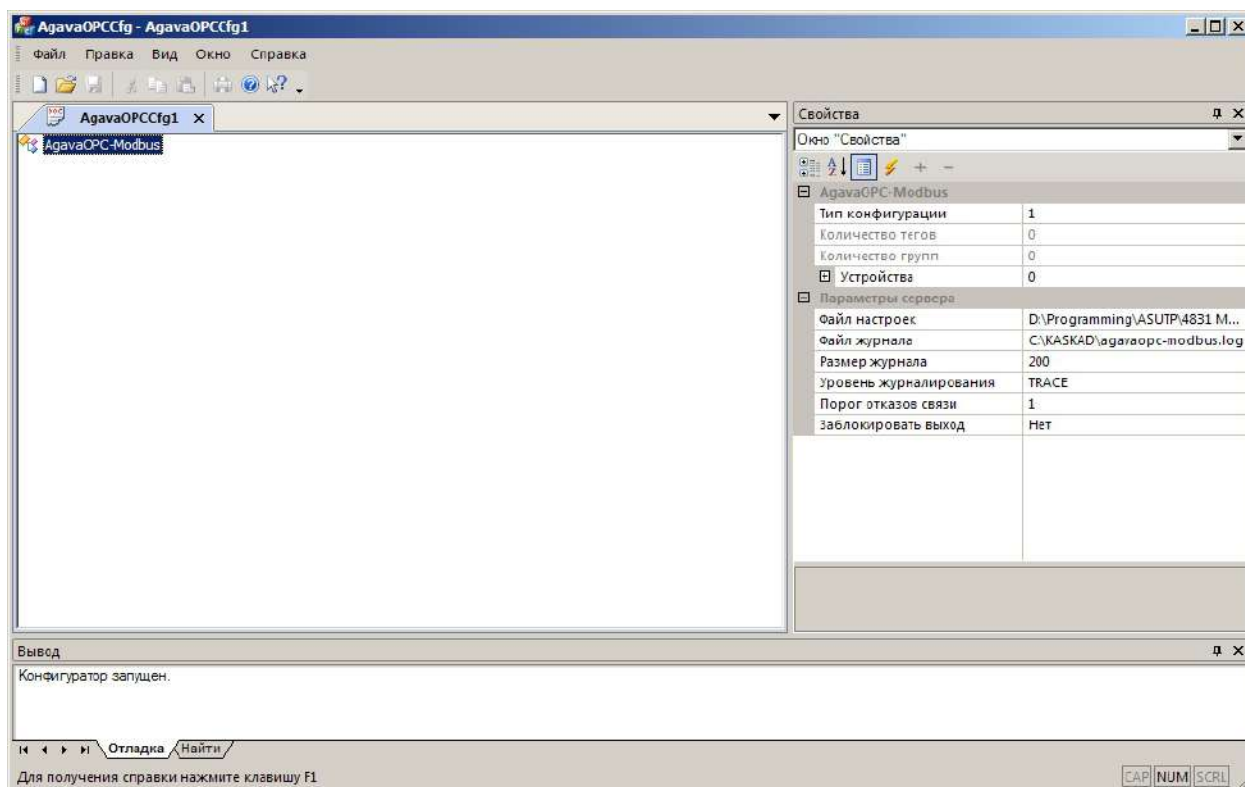 AgavaOPCCfg - AgavaOPCCfg1
Файл Правка Вид Окно Справка
AgavaOPCCfg1
AgavaOPC-Modbus
Свойства
Окно "Свойства"
AgavaOPC-Modbus
Тип конфигурации 1
Количество тегов 0
Количество групп 0
Устройства 0
Параметры сервера
Файл настроек D:\Programming\ASUTP\4831 M...
Файл журнала C:\KASKAD\agavaopc-modbus.log
Размер журнала 200
Уровень журналирования TRACE
Порог отказов связи 1
Заблокировать выход Нет
Вывод
Конфигуратор запущен.
Отладка Найти
Для получения справки нажмите клавишу F1
CAP NUM SCRL